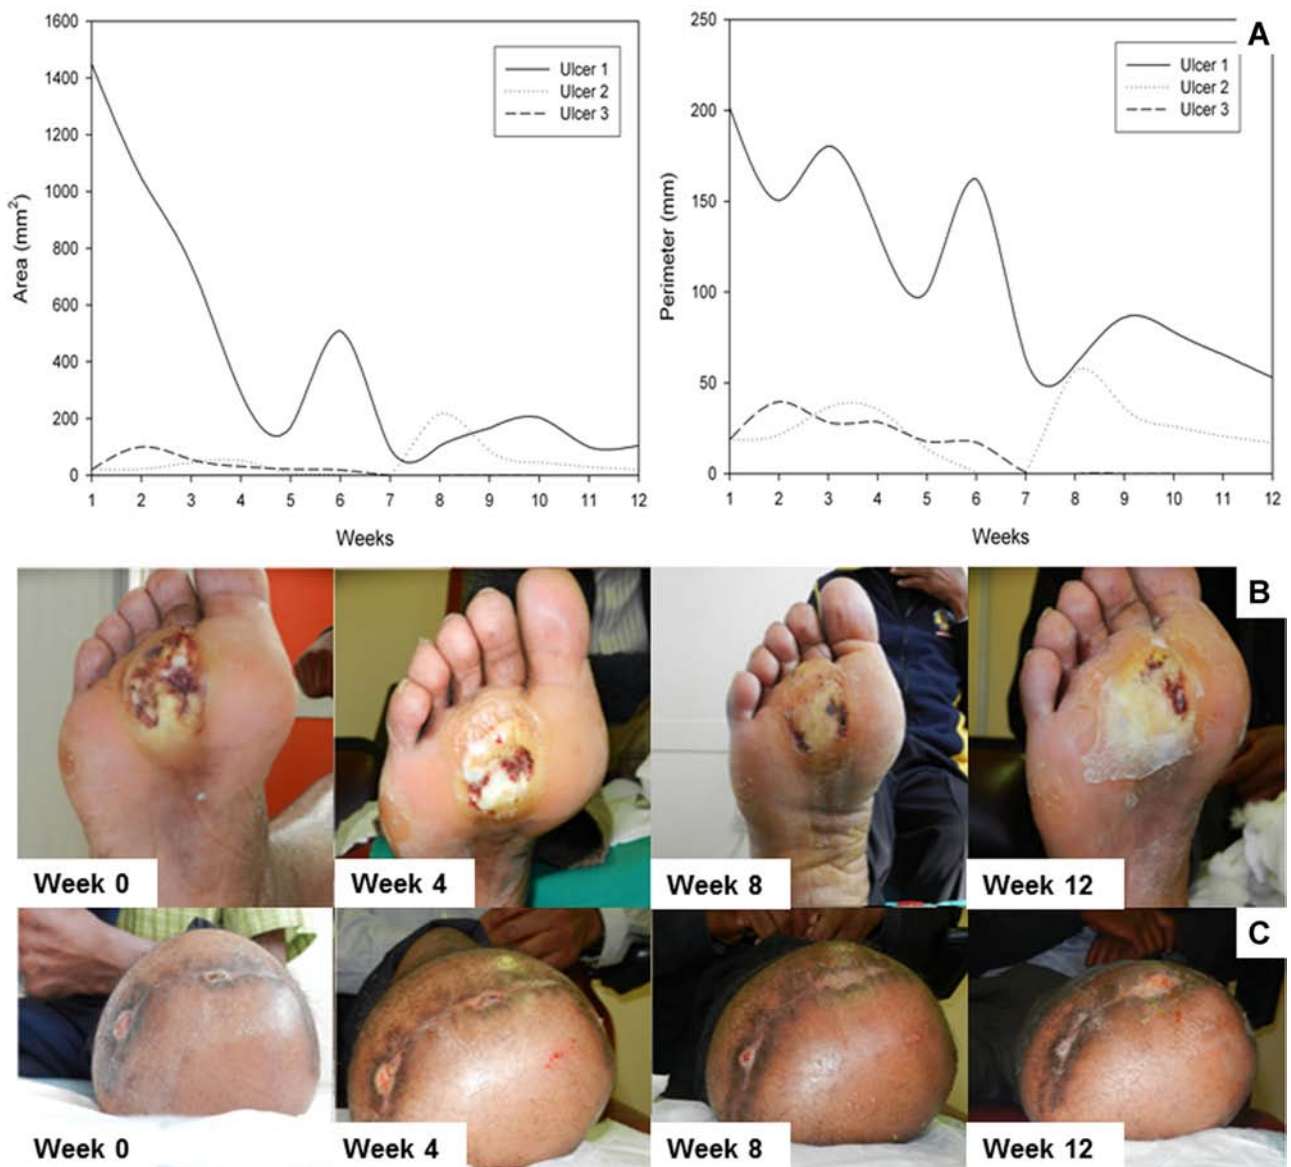 1600
1400
1200
1000
800
600
400
200
0
Area (mm²)
1 2 3 4 5 6 7 8 9 10 11 12
Weeks
Ulcer 1
Ulcer 2
Ulcer 3
A
250
200
150
100
50
0
Perimeter (mm)
1 2 3 4 5 6 7 8 9 10 11 12
Weeks
Ulcer 1
Ulcer 2
Ulcer 3
B
Week 0
Week 4
Week 8
Week 12
C
Week 0
Week 4
Week 8
Week 12